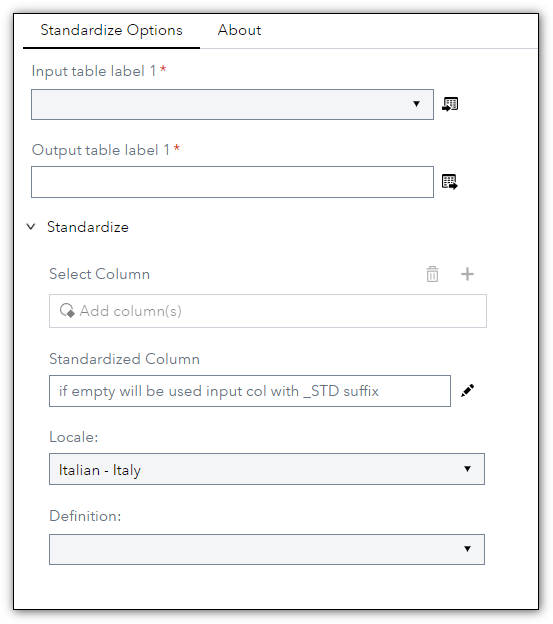 Standardize Options About
Input table label 1 *
Output table label 1 *
Standardize
Select Column
Add column(s)
Standardized Column
if empty will be used input col with _STD suffix
Locale:
Italian - Italy
Definition: